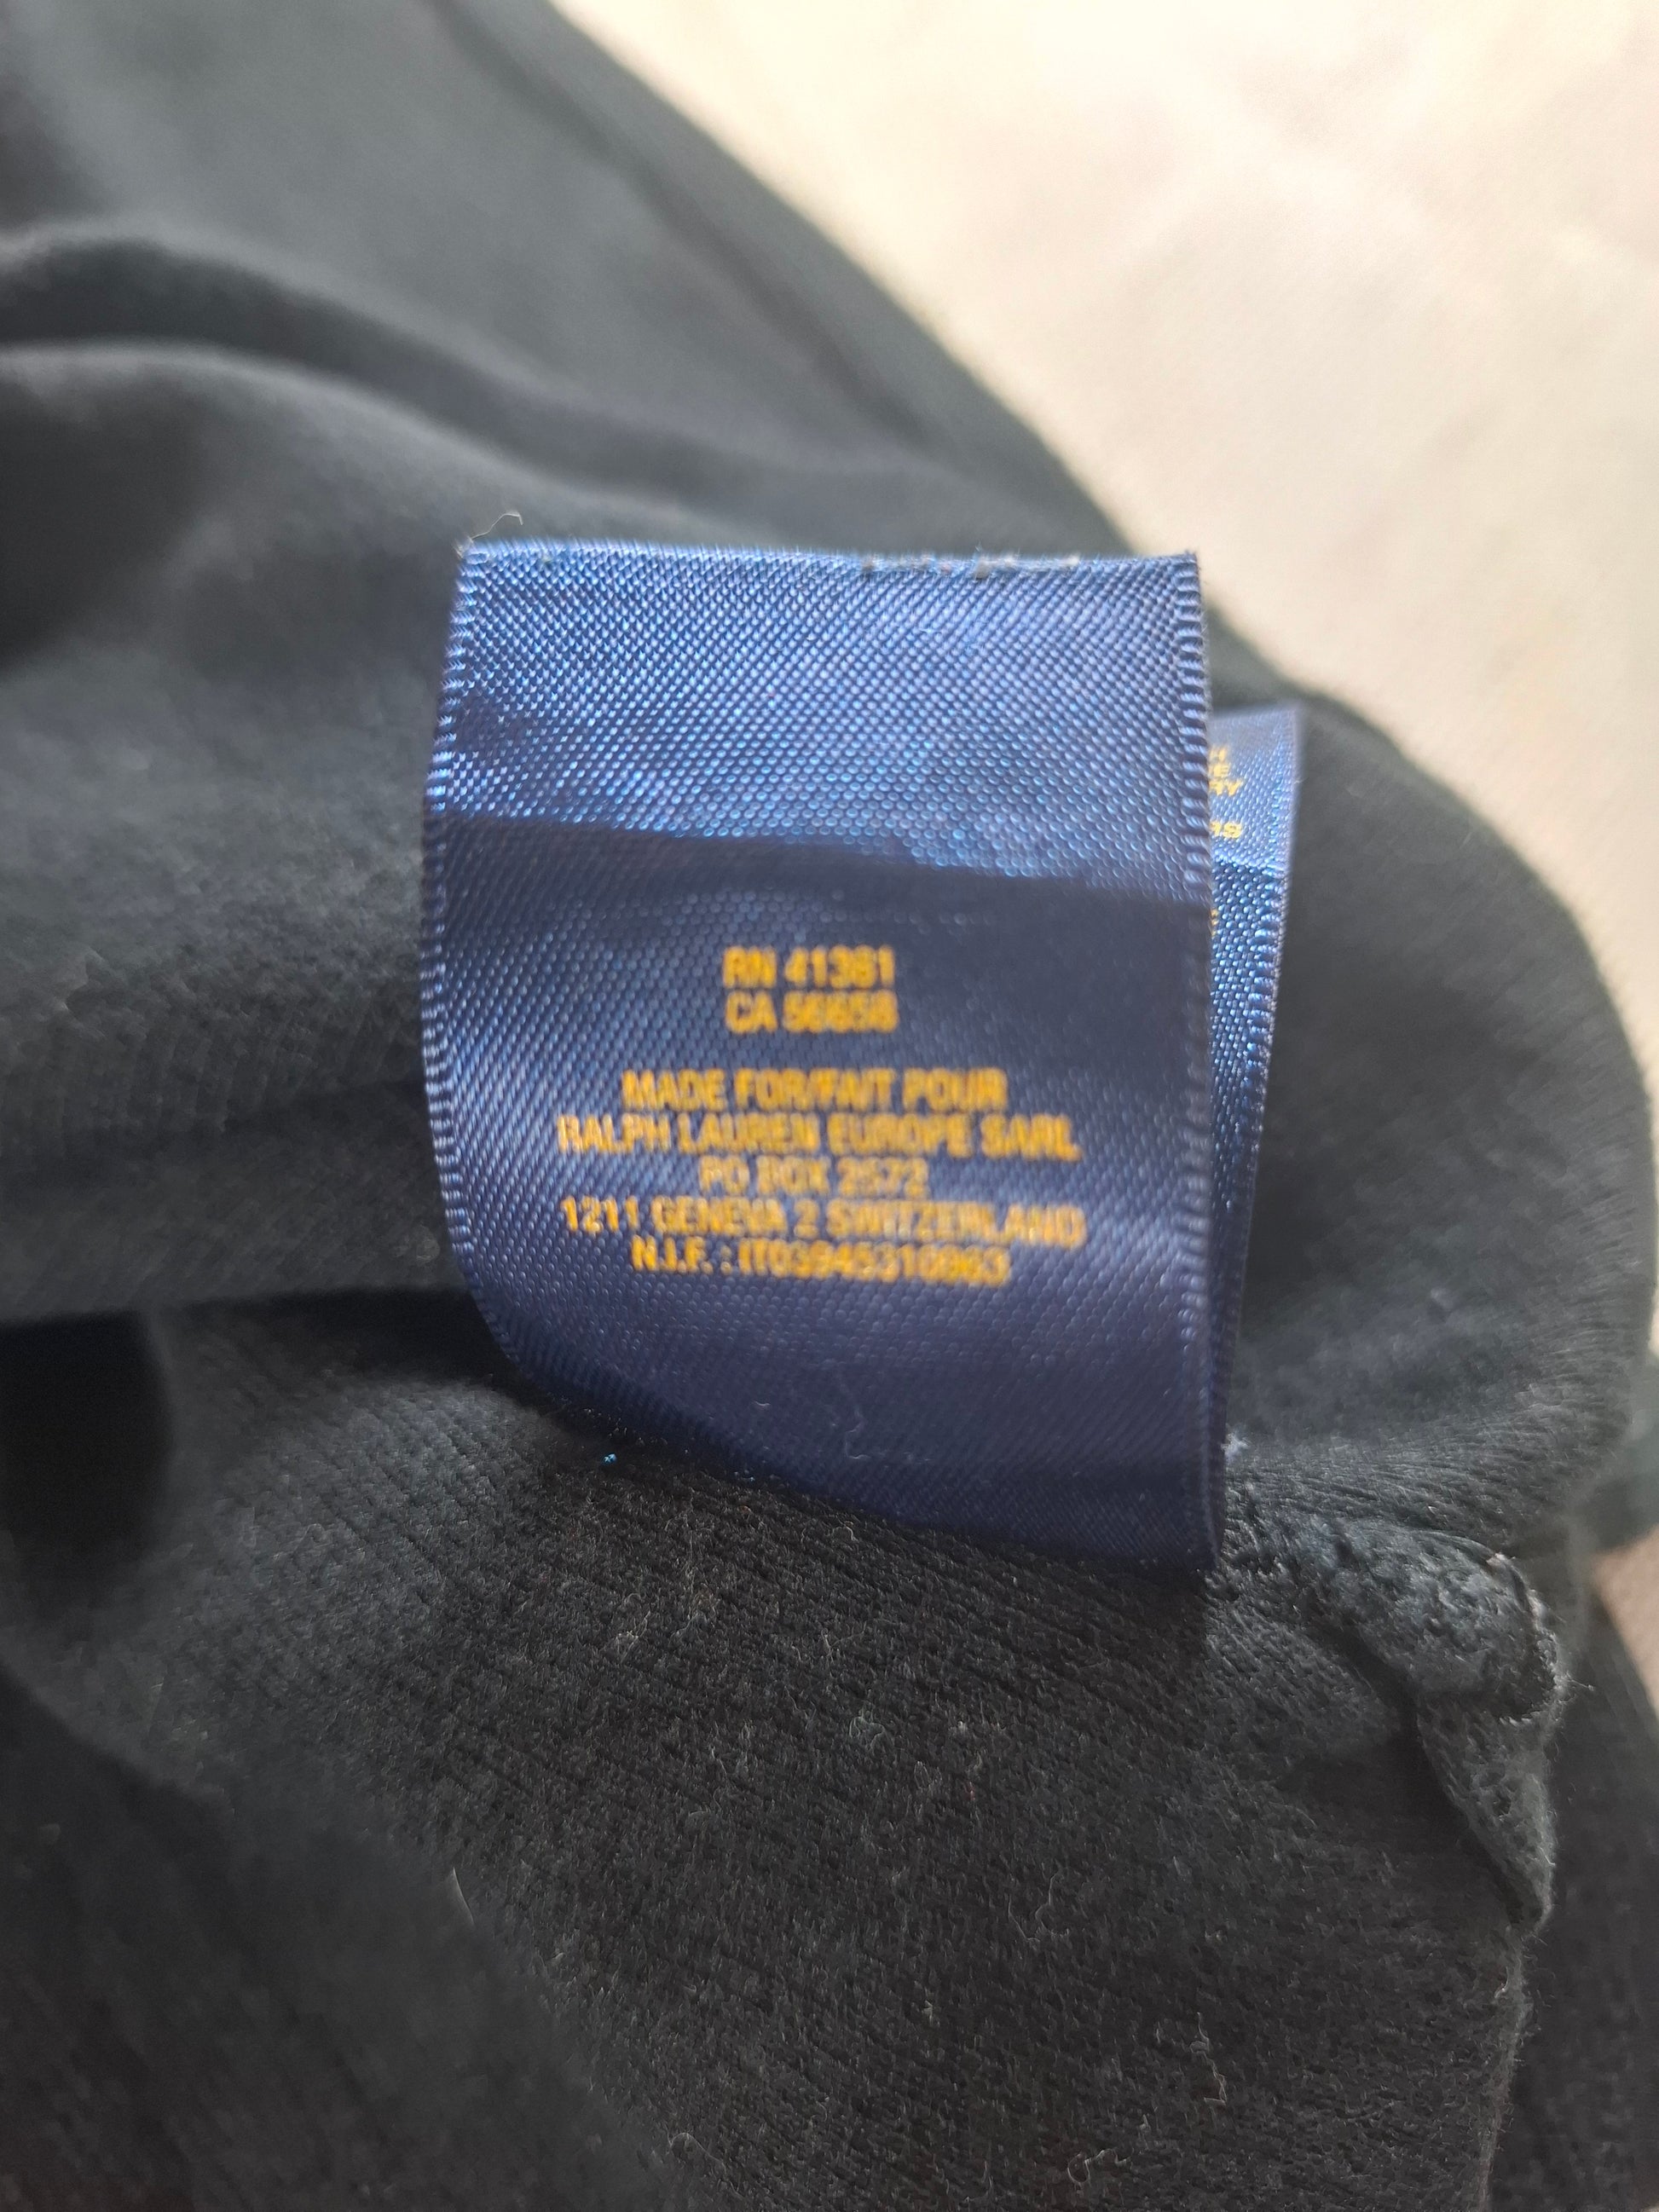 RN 41381
CA 56658
MADE FOR/FAIT POUR
RALPH LAUREN EUROPE SARL
PO BOX 2572
1211 GENEVA 2 SWITZERLAND
N.I.F. : IT03945310963